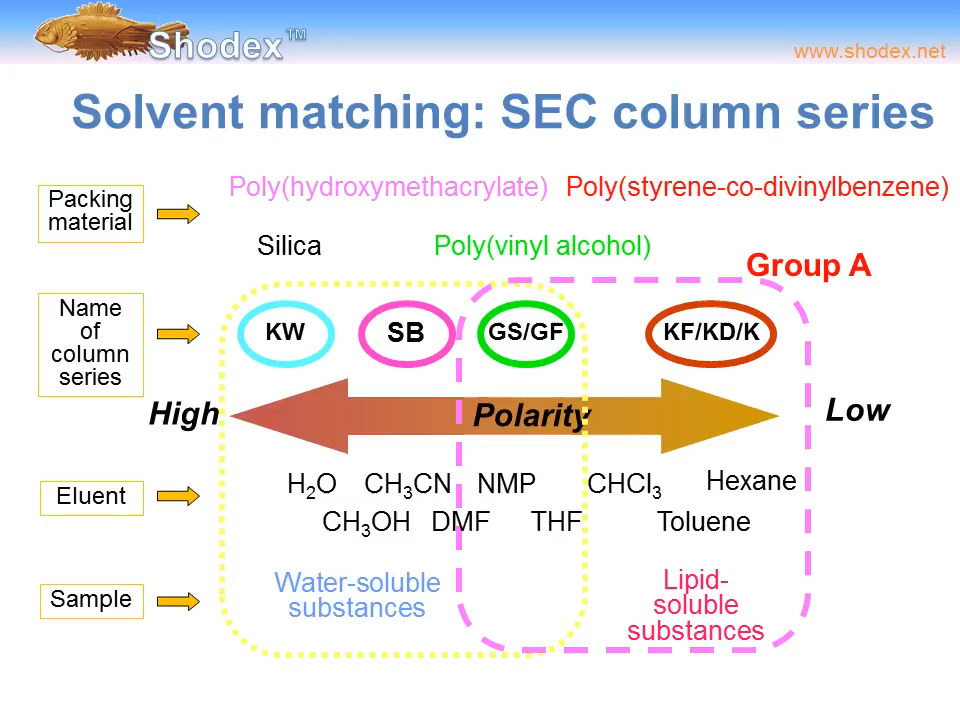 Shodex™
www.shodex.net
Solvent matching: SEC column series
Packing
material
Poly(hydroxymethacrylate)
Poly(styrene-co-divinylbenzene)
Silica
Poly(vinyl alcohol)
Group A
Name
of
column
series
KW
SB
GS/GF
KF/KD/K
High
Polarity
Low
Eluent
H₂O
CH₃CN
NMP
CHCl₃
Hexane
CH₃OH
DMF
THF
Toluene
Sample
Water-soluble
substances
Lipid-
soluble
substances